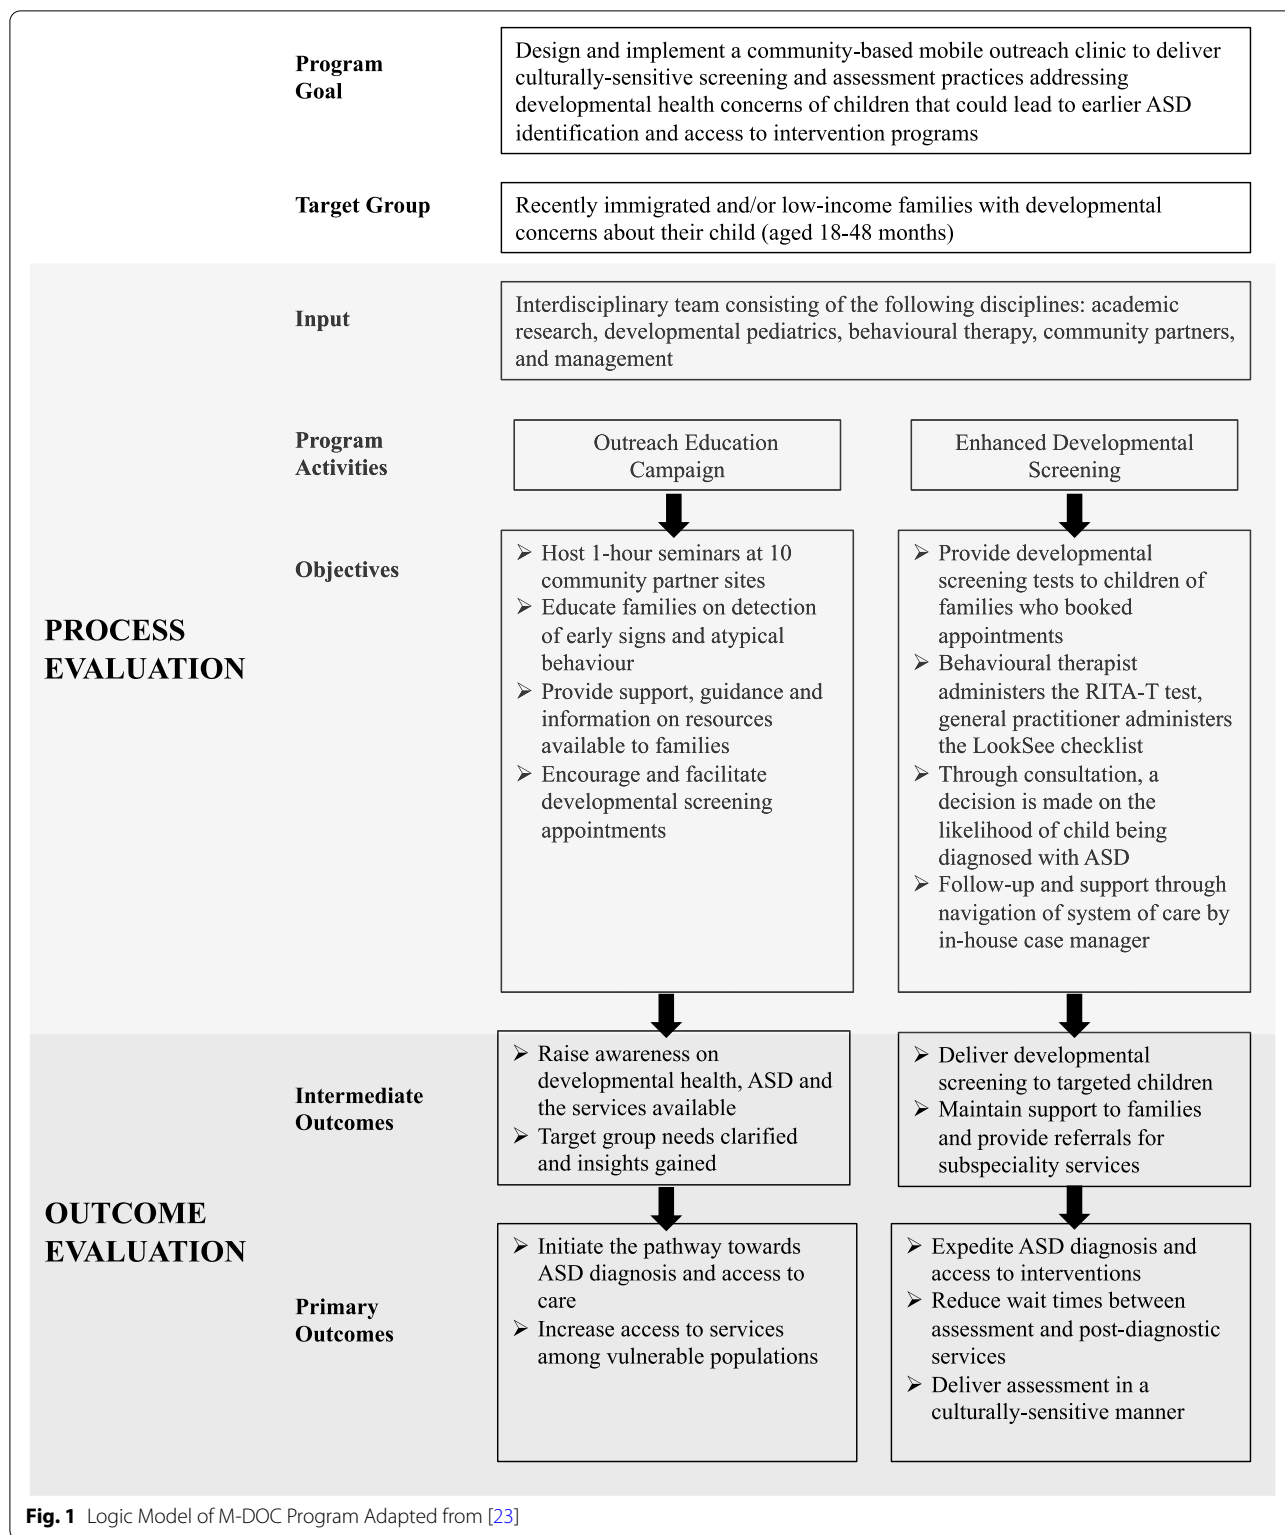 Program
Goal
Design and implement a community-based mobile outreach clinic to deliver
culturally-sensitive screening and assessment practices addressing
developmental health concerns of children that could lead to earlier ASD
identification and access to intervention programs
Target Group
Recently immigrated and/or low-income families with developmental
concerns about their child (aged 18-48 months)
PROCESS
EVALUATION
Input
Interdisciplinary team consisting of the following disciplines: academic
research, developmental pediatrics, behavioural therapy, community partners,
and management
Program
Activities
Outreach Education
Campaign
Enhanced Developmental
Screening
Objectives
➢ Host 1-hour seminars at 10
community partner sites
➢ Educate families on detection
of early signs and atypical
behaviour
➢ Provide support, guidance and
information on resources
available to families
➢ Encourage and facilitate
developmental screening
appointments
➢ Provide developmental
screening tests to children of
families who booked
appointments
➢ Behavioural therapist
administers the RITA-T test,
general practitioner administers
the LookSee checklist
➢ Through consultation, a
decision is made on the
likelihood of child being
diagnosed with ASD
➢ Follow-up and support through
navigation of system of care by
in-house case manager
OUTCOME
EVALUATION
Intermediate
Outcomes
➢ Raise awareness on
developmental health, ASD and
the services available
➢ Target group needs clarified
and insights gained
➢ Deliver developmental
screening to targeted children
➢ Maintain support to families
and provide referrals for
subspeciality services
Primary
Outcomes
➢ Initiate the pathway towards
ASD diagnosis and access to
care
➢ Increase access to services
among vulnerable populations
➢ Expedite ASD diagnosis and
access to interventions
➢ Reduce wait times between
assessment and post-diagnostic
services
➢ Deliver assessment in a
culturally-sensitive manner
Fig. 1 Logic Model of M-DOC Program Adapted from [23]